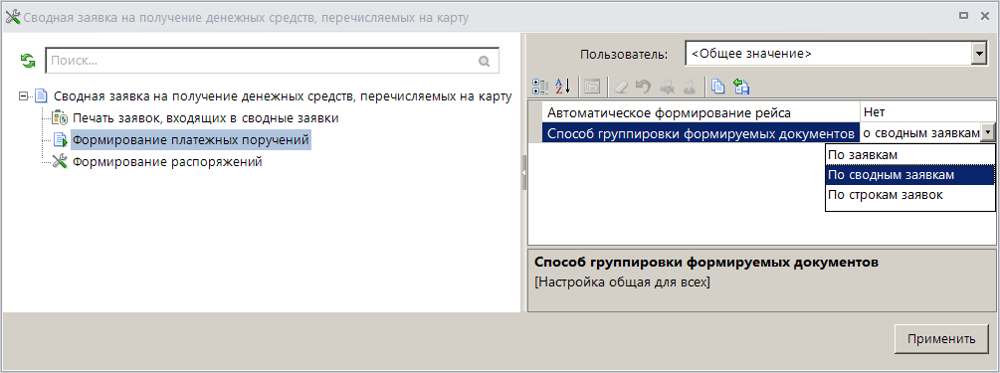 Сводная заявка на получение денежных средств, перечисляемых на карту
Поиск...
Сводная заявка на получение денежных средств, перечисляемых на карту
Печать заявок, входящих в сводные заявки
Формирование платежных поручений
Формирование распоряжений
Пользователь: <Общее значение>
Автоматическое формирование рейса Нет
Способ группировки формируемых документов о сводным заявкам
По заявкам
По сводным заявкам
По строкам заявок
Способ группировки формируемых документов
[Настройка общая для всех]
Применить